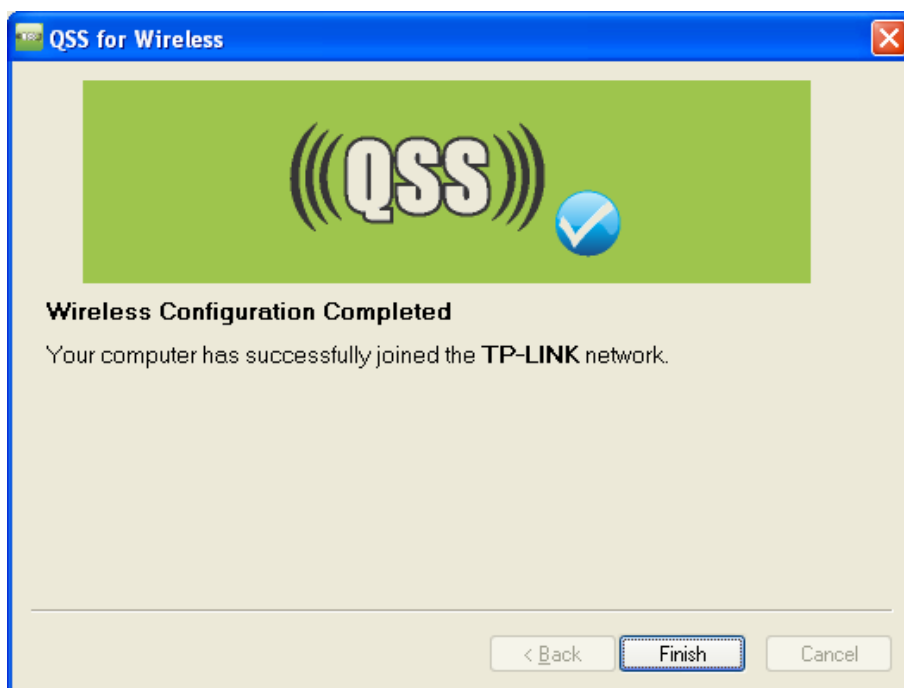 QSS for Wireless
(((QSS)))
Wireless Configuration Completed
Your computer has successfully joined the TP-LINK network.
< Back
Finish
Cancel